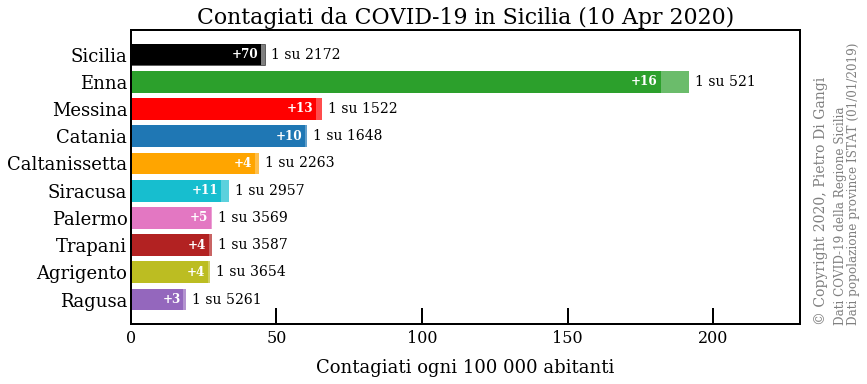 Contagiati da COVID-19 in Sicilia (10 Apr 2020)
Sicilia +70 1 su 2172
Enna +16 1 su 521
Messina +13 1 su 1522
Catania +10 1 su 1648
Caltanissetta +4 1 su 2263
Siracusa +11 1 su 2957
Palermo +5 1 su 3569
Trapani +4 1 su 3587
Agrigento +4 1 su 3654
Ragusa +3 1 su 5261
0 50 100 150 200
Contagiati ogni 100 000 abitanti
© Copyright 2020, Pietro Di Gangi
Dati COVID-19 della Regione Sicilia
Dati popolazione province ISTAT (01/01/2019)